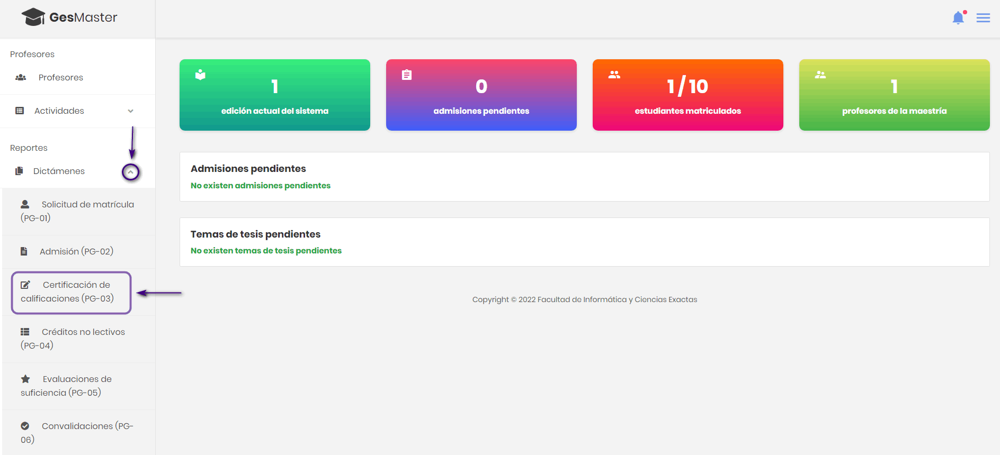 GesMaster
Profesores
Profesores
Actividades
Reportes
Dictámenes
Solicitud de matrícula
(PG-01)
Admisión (PG-02)
Certificación de
calificaciones (PG-03)
Créditos no lectivos
(PG-04)
Evaluaciones de
suficiencia (PG-05)
Convalidaciones (PG-
06)
1
edición actual del sistema
0
admisiones pendientes
1 / 10
estudiantes matriculados
1
profesores de la maestría
Admisiones pendientes
No existen admisiones pendientes
Temas de tesis pendientes
No existen temas de tesis pendientes
Copyright © 2022 Facultad de Informática y Ciencias Exactas